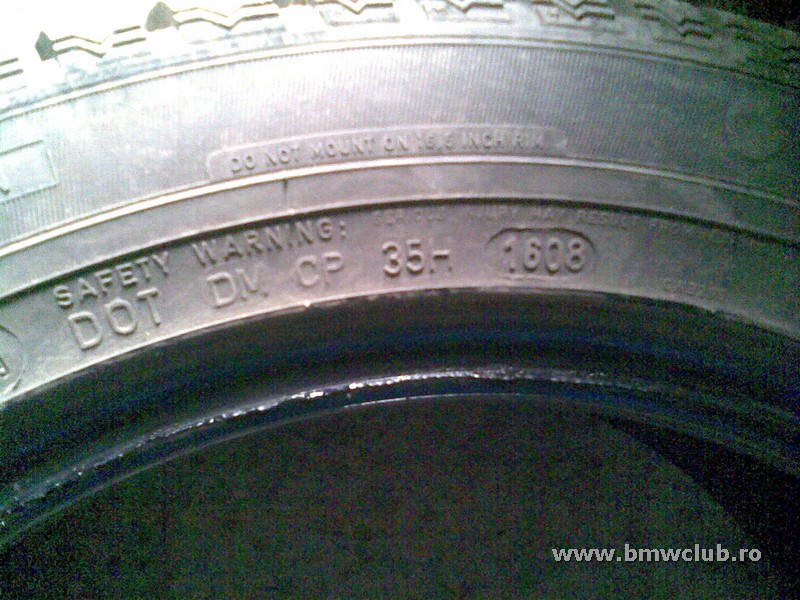 DO NOT MOUNT ON 16.5 INCH RIM
SAFETY WARNING:
DOT DM CP 35H 1608
www.bmwclub.ro